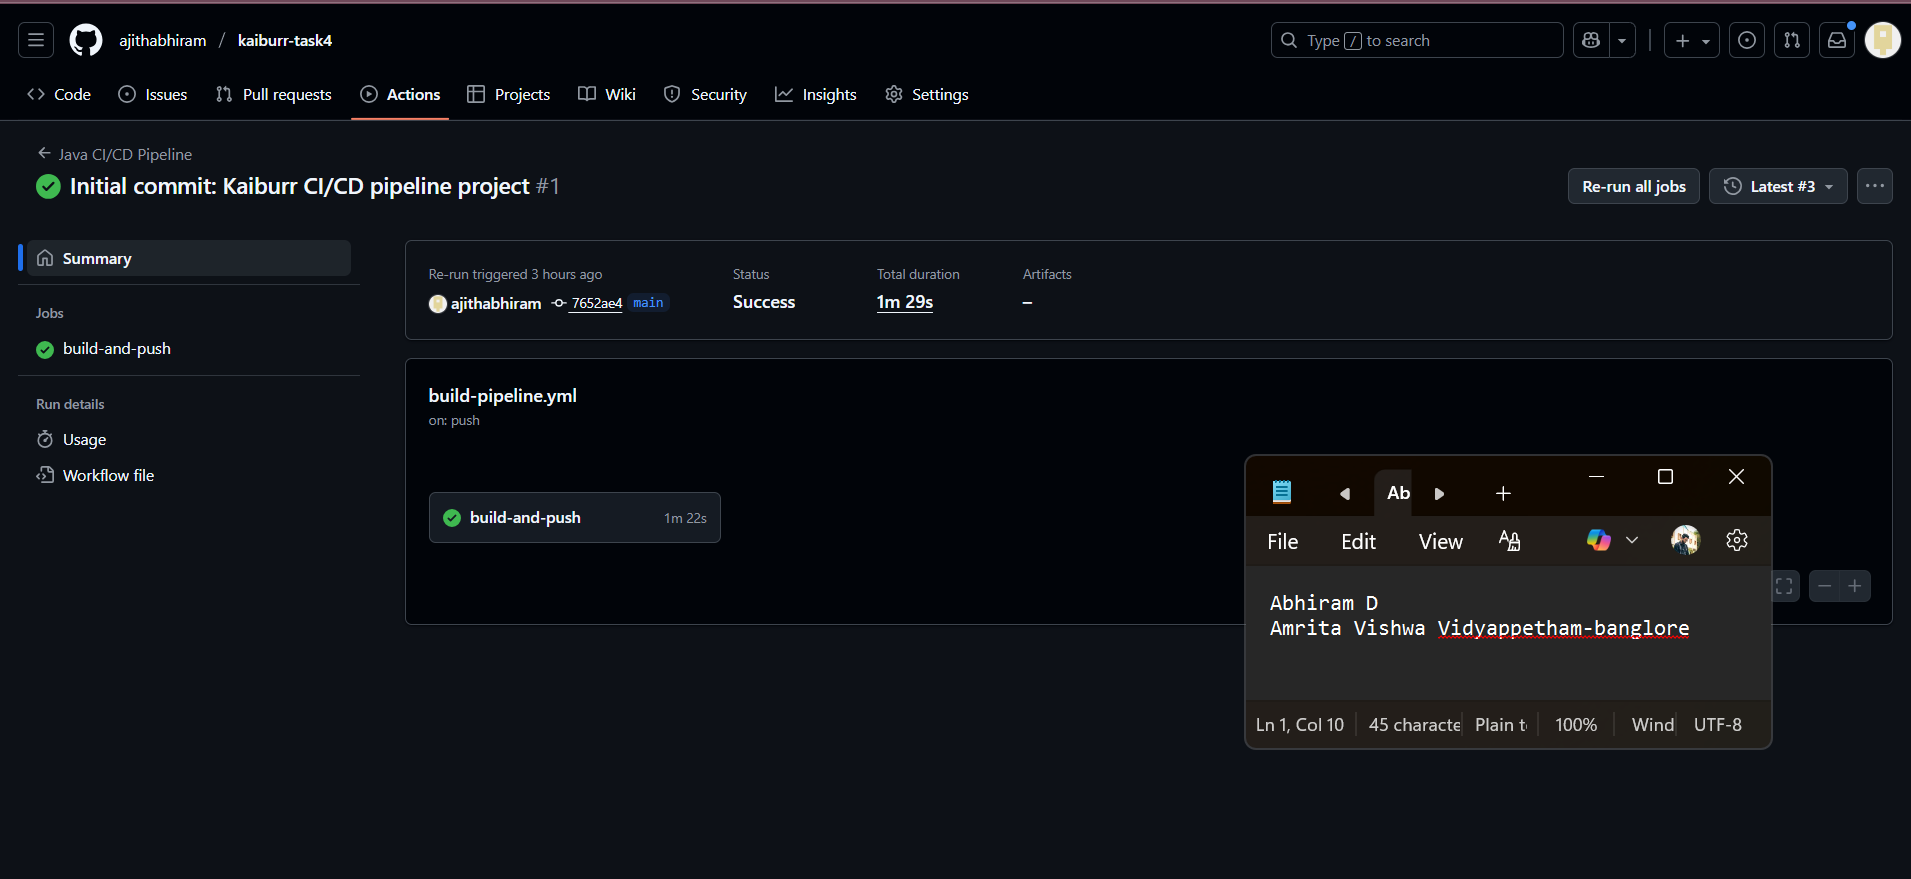 ajithabhiram / kaiburr-task4
Type / to search
Code Issues Pull requests Actions Projects Wiki Security Insights Settings
Java CI/CD Pipeline
Initial commit: Kaiburr CI/CD pipeline project #1
Re-run all jobs Latest #3
Summary
Jobs
build-and-push
Run details
Usage
Workflow file
Re-run triggered 3 hours ago
ajithabhiram 7652ae4 main
Status
Success
Total duration
1m 29s
Artifacts
–
build-pipeline.yml
on: push
build-and-push 1m 22s
Ab
File Edit View
Abhiram D
Amrita Vishwa Vidyappetham-banglore
Ln 1, Col 10 45 characte Plain t 100% Wind UTF-8